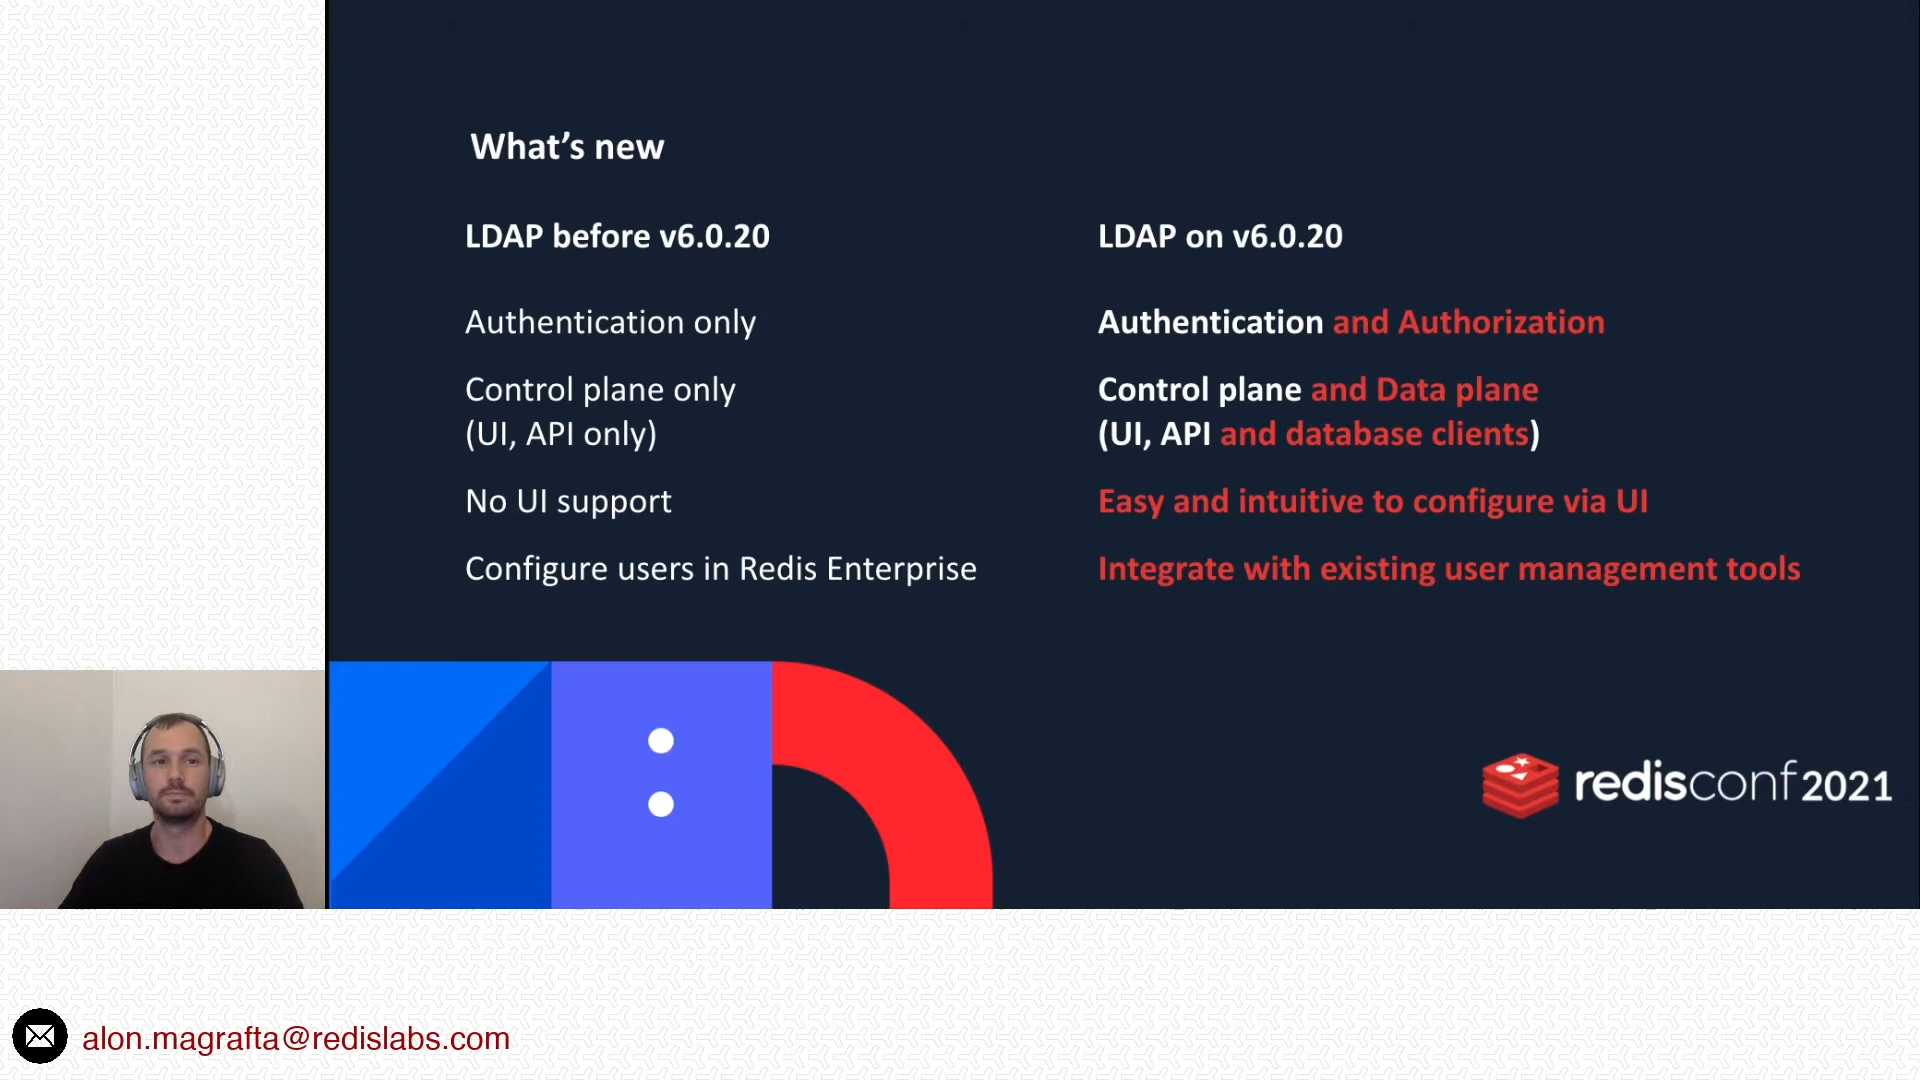 What's new
LDAP before v6.0.20
Authentication only
Control plane only
(UI, API only)
No UI support
Configure users in Redis Enterprise
LDAP on v6.0.20
Authentication and Authorization
Control plane and Data plane
(UI, API and database clients)
Easy and intuitive to configure via UI
Integrate with existing user management tools
redisconf 2021
alon.magrafta@redislabs.com